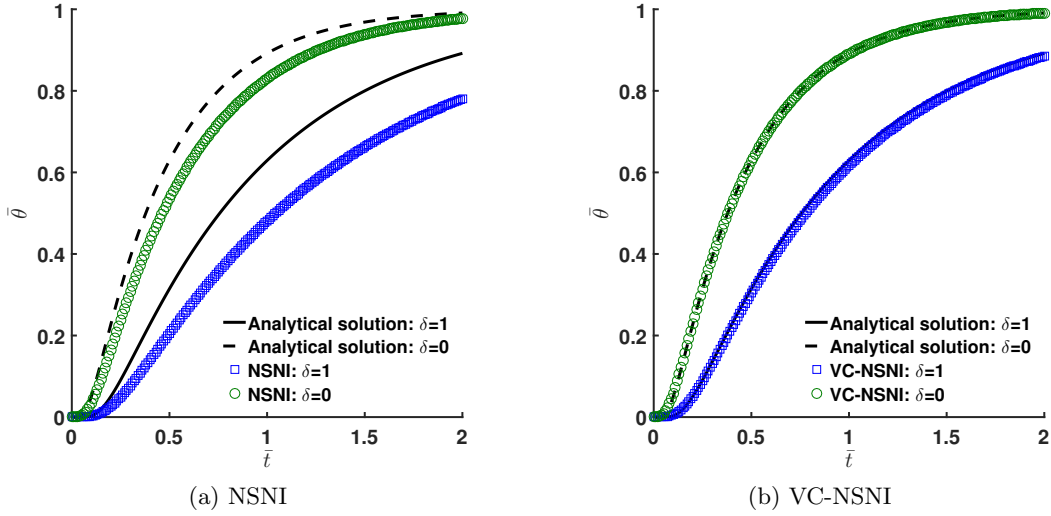 1
0.8
0.6
0.4
0.2
0
0 0.5 1 1.5 2
θ̄
t̄
Analytical solution: δ=1
Analytical solution: δ=0
NSNI: δ=1
NSNI: δ=0
(a) NSNI
1
0.8
0.6
0.4
0.2
0
0 0.5 1 1.5 2
θ̄
t̄
Analytical solution: δ=1
Analytical solution: δ=0
VC-NSNI: δ=1
VC-NSNI: δ=0
(b) VC-NSNI